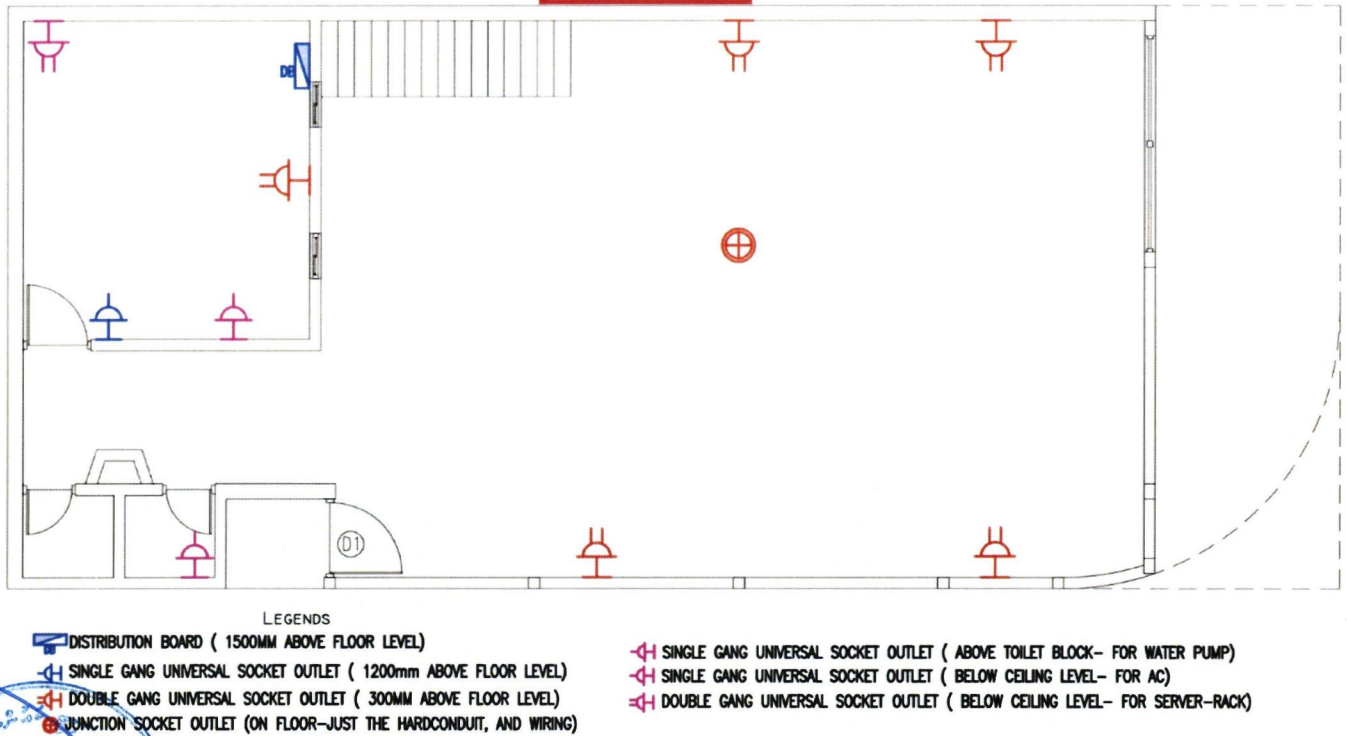 DB
D1
LEGENDS
DB
DISTRIBUTION BOARD ( 1500MM ABOVE FLOOR LEVEL)
SINGLE GANG UNIVERSAL SOCKET OUTLET ( 1200mm ABOVE FLOOR LEVEL)
DOUBLE GANG UNIVERSAL SOCKET OUTLET ( 300MM ABOVE FLOOR LEVEL)
JUNCTION SOCKET OUTLET (ON FLOOR-JUST THE HARDCONDUIT, AND WIRING)
SINGLE GANG UNIVERSAL SOCKET OUTLET ( ABOVE TOILET BLOCK- FOR WATER PUMP)
SINGLE GANG UNIVERSAL SOCKET OUTLET ( BELOW CEILING LEVEL- FOR AC)
DOUBLE GANG UNIVERSAL SOCKET OUTLET ( BELOW CEILING LEVEL- FOR SERVER-RACK)